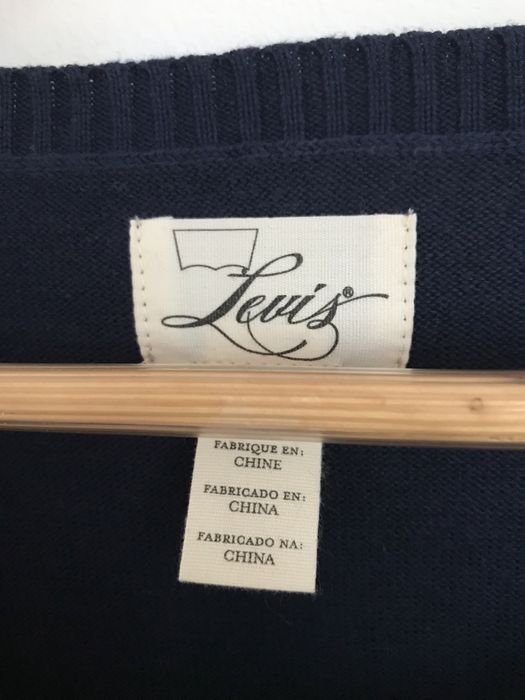 Levi's®
FABRIQUE EN:
CHINE
FABRICADO EN:
CHINA
FABRICADO NA:
CHINA